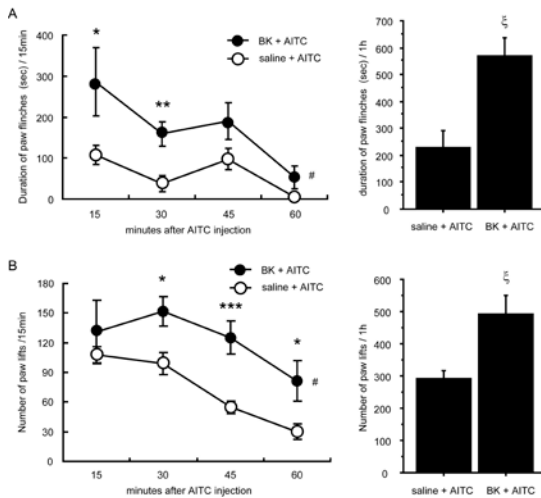 A
Duration of paw flinches (sec) / 15min
400
300
200
100
0
*
**
#
BK + AITC
saline + AITC
15 30 45 60
minutes after AITC injection
duration of paw flinches (sec) / 1h
700
600
500
400
300
200
100
0
ξ
saline + AITC BK + AITC
B
Number of paw lifts /15min
180
150
120
90
60
30
0
BK + AITC
saline + AITC
*
***
*
#
15 30 45 60
minutes after AITC injection
Number of paw lifts / 1h
600
500
400
300
200
100
0
ξ
saline + AITC BK + AITC